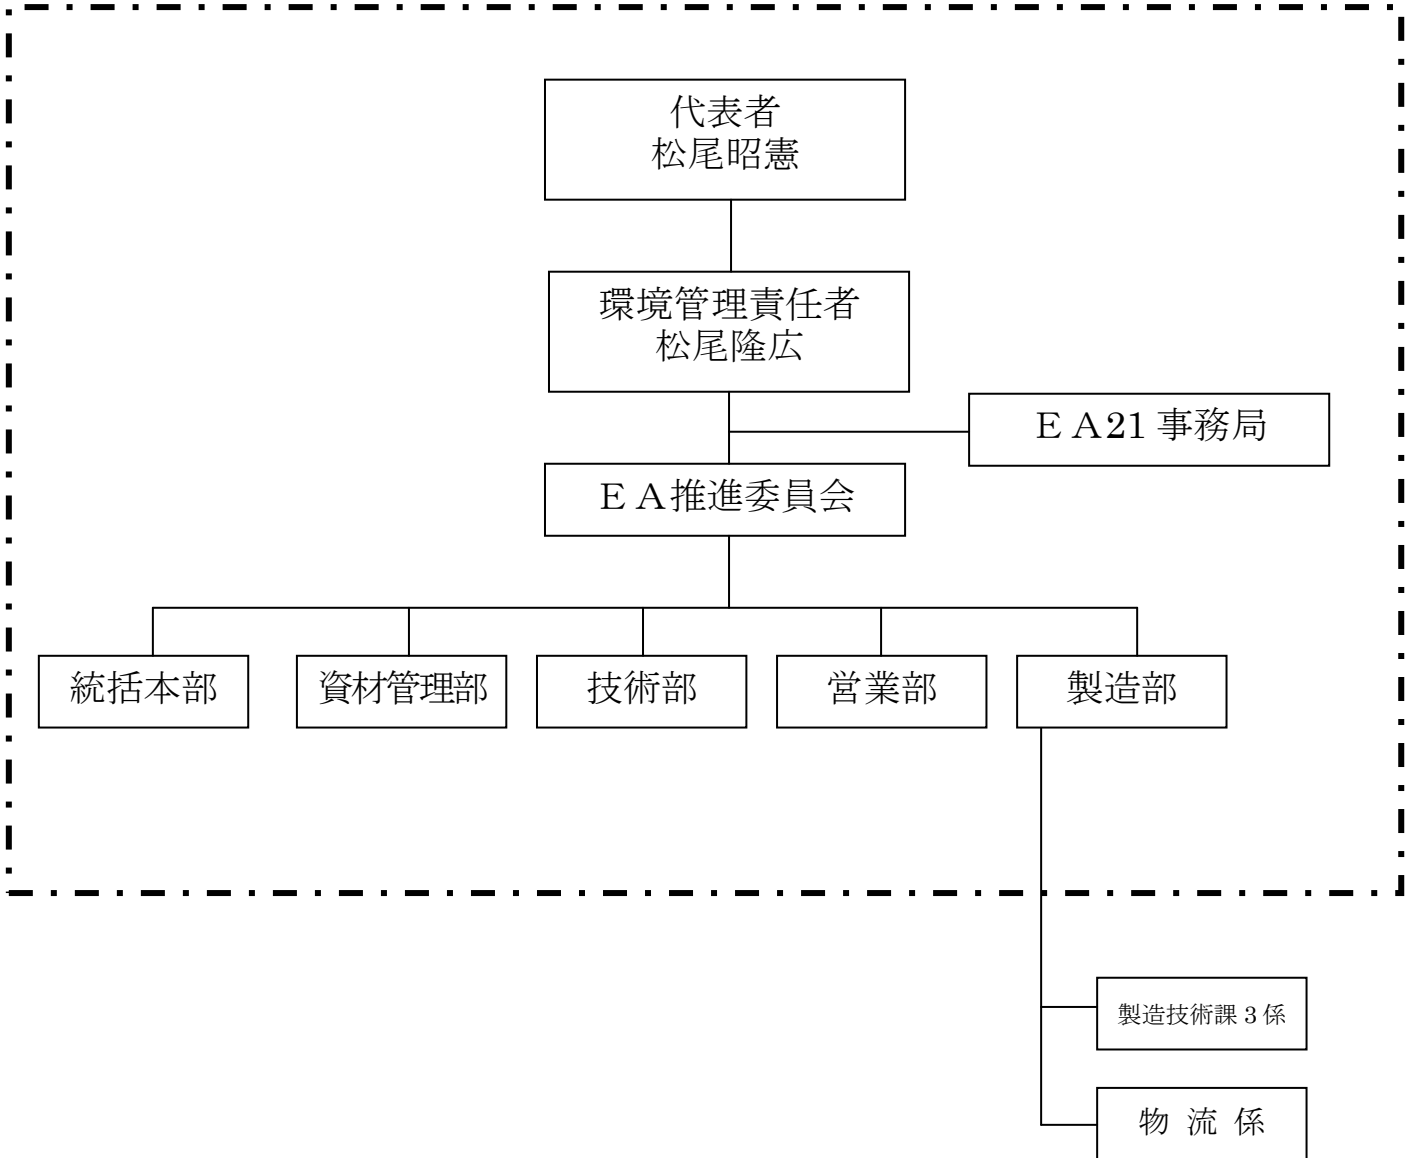 代表者
松尾昭憲
環境管理責任者
松尾隆広
ＥＡ21 事務局
ＥＡ推進委員会
統括本部
資材管理部
技術部
営業部
製造部
製造技術課 3 係
物 流 係